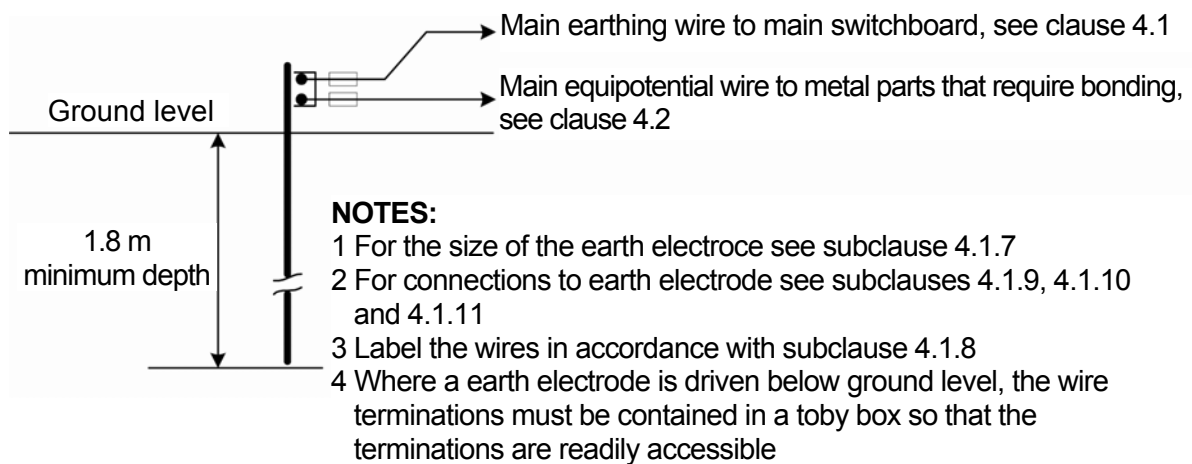 Main earthing wire to main switchboard, see clause 4.1
Main equipotential wire to metal parts that require bonding,
see clause 4.2
Ground level
1.8 m
minimum depth
NOTES:
1 For the size of the earth electroce see subclause 4.1.7
2 For connections to earth electrode see subclauses 4.1.9, 4.1.10
and 4.1.11
3 Label the wires in accordance with subclause 4.1.8
4 Where a earth electrode is driven below ground level, the wire
terminations must be contained in a toby box so that the
terminations are readily accessible